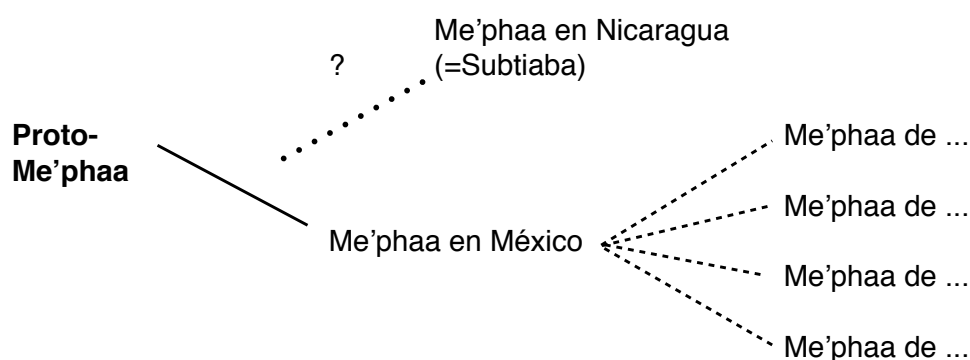 Me’phaa en Nicaragua
?
(=Subtiaba)
Proto-
Me’phaa
Me’phaa en México
Me’phaa de ...
Me’phaa de ...
Me’phaa de ...
Me’phaa de ...